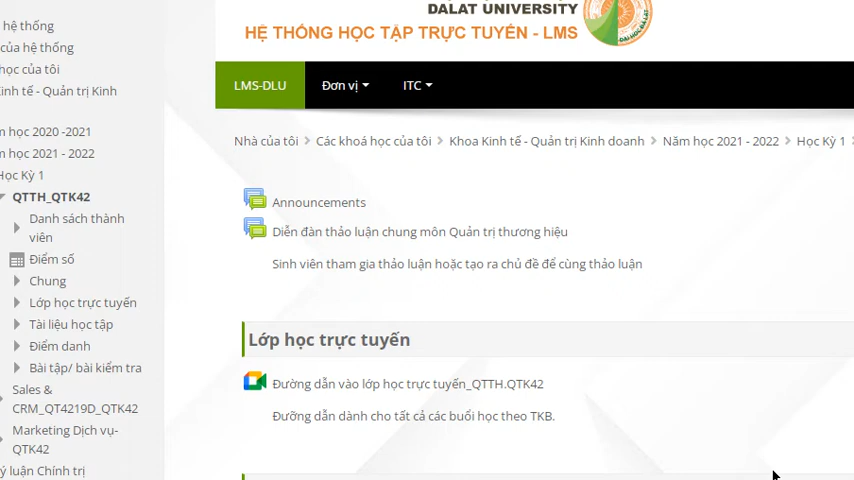 DALAT UNIVERSITY
HỆ THỐNG HỌC TẬP TRỰC TUYẾN - LMS
LMS-DLU
Đơn vị
ITC
hệ thống
của hệ thống
học của tôi
Kinh tế - Quản trị Kinh
học 2020 -2021
học 2021 - 2022
Học Kỳ 1
QTTH_QTK42
Danh sách thành
viên
Điểm số
Chung
Lớp học trực tuyến
Tài liệu học tập
Điểm danh
Bài tập/ bài kiểm tra
Sales &
CRM_QT4219D_QTK42
Marketing Dịch vụ-
QTK42
luận Chính trị
Nhà của tôi
Các khoá học của tôi
Khoa Kinh tế - Quản trị Kinh doanh
Năm học 2021 - 2022
Học Kỳ 1
Announcements
Diễn đàn thảo luận chung môn Quản trị thương hiệu
Sinh viên tham gia thảo luận hoặc tạo ra chủ đề để cùng thảo luận
Lớp học trực tuyến
Đường dẫn vào lớp học trực tuyến_QTTH.QTK42
Đưỡng dẫn dành cho tất cả các buổi học theo TKB.